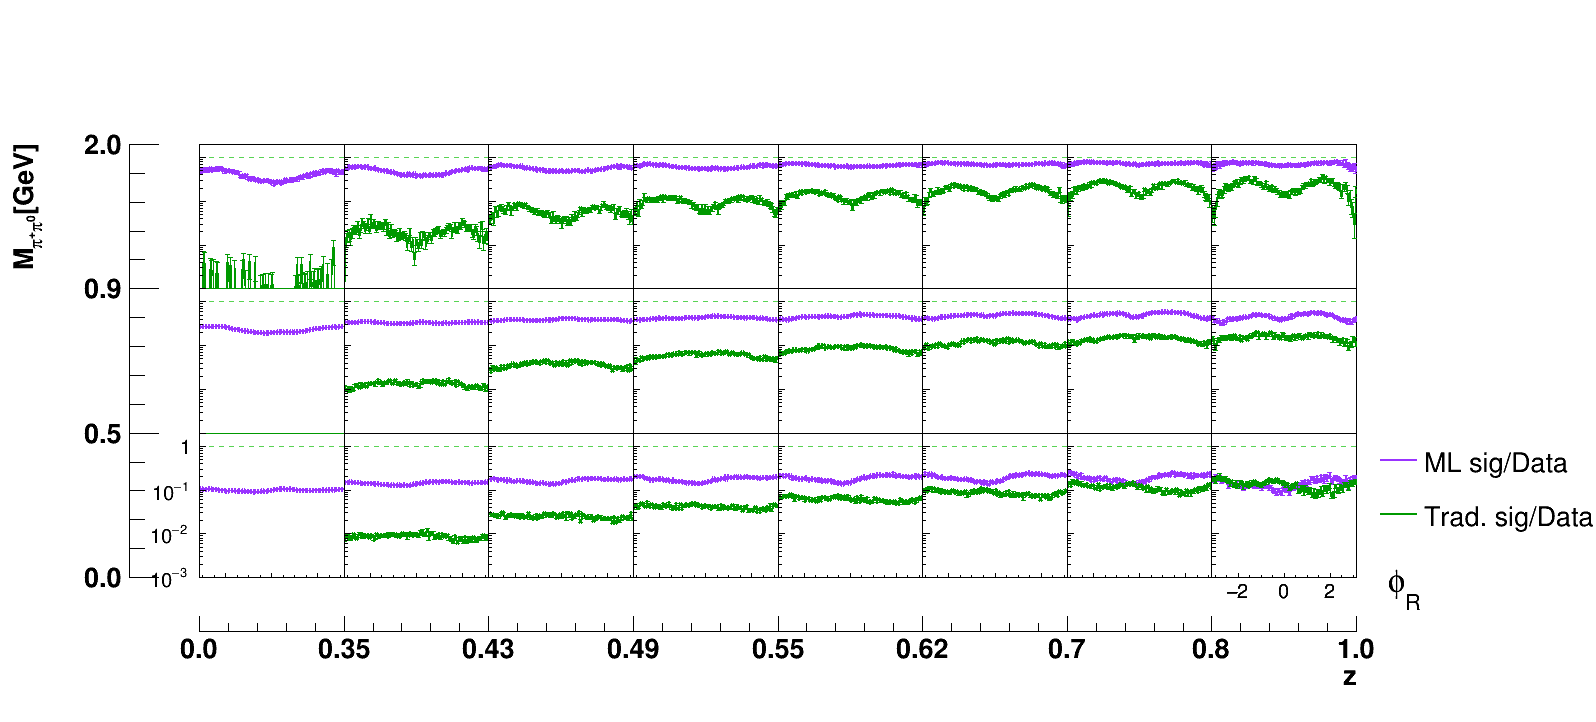 M_{π⁺π⁰}[GeV]
2.0
0.9
0.5
0.0
1
10⁻¹
10⁻²
10⁻³
ML sig/Data
Trad. sig/Data
−2 0 2
ϕ_R
0.0 0.35 0.43 0.49 0.55 0.62 0.7 0.8 1.0
z